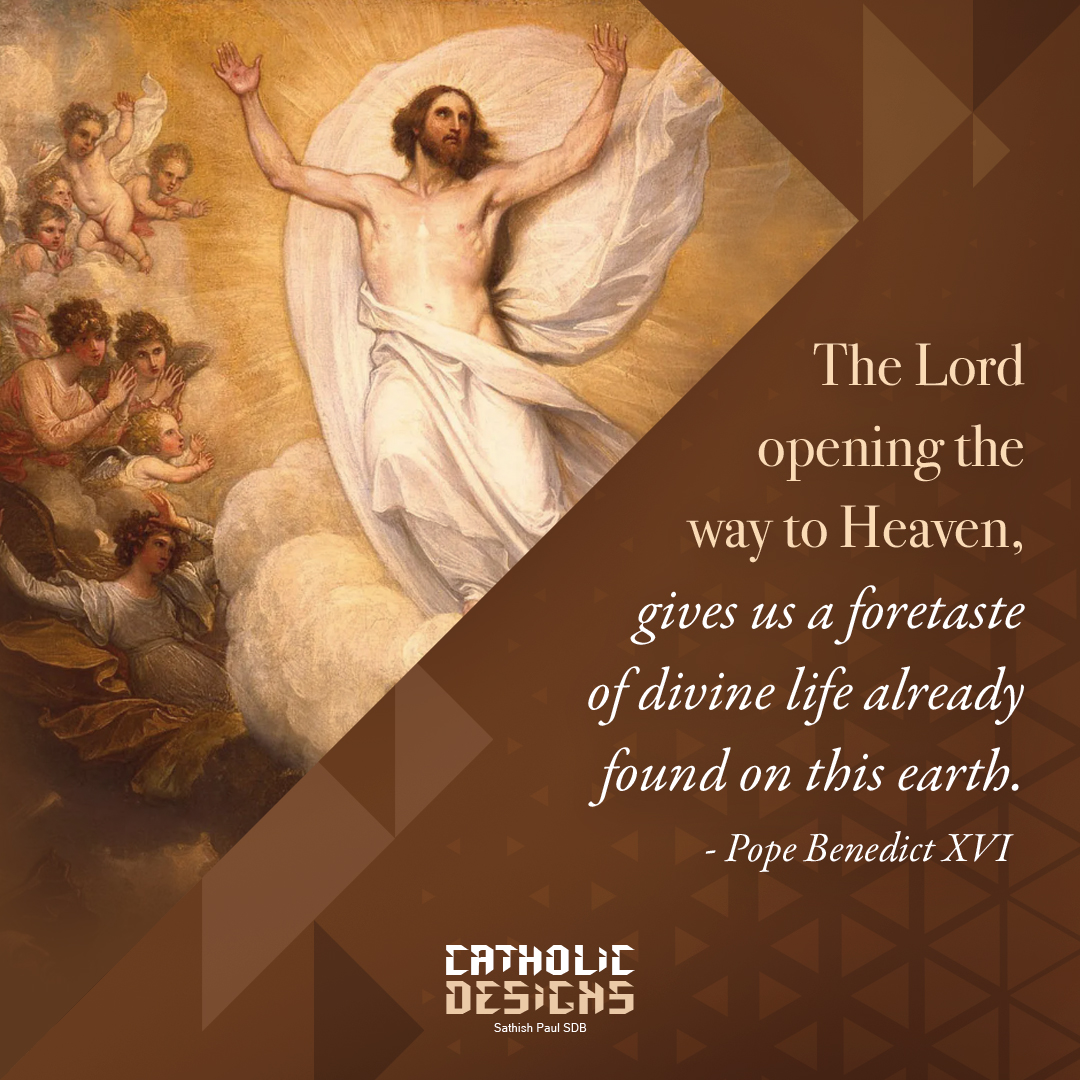 The Lord
opening the
way to Heaven,
gives us a foretaste
of divine life already
found on this earth.
- Pope Benedict XVI
CATHOLiC
DESiGNS
Sathish Paul SDB